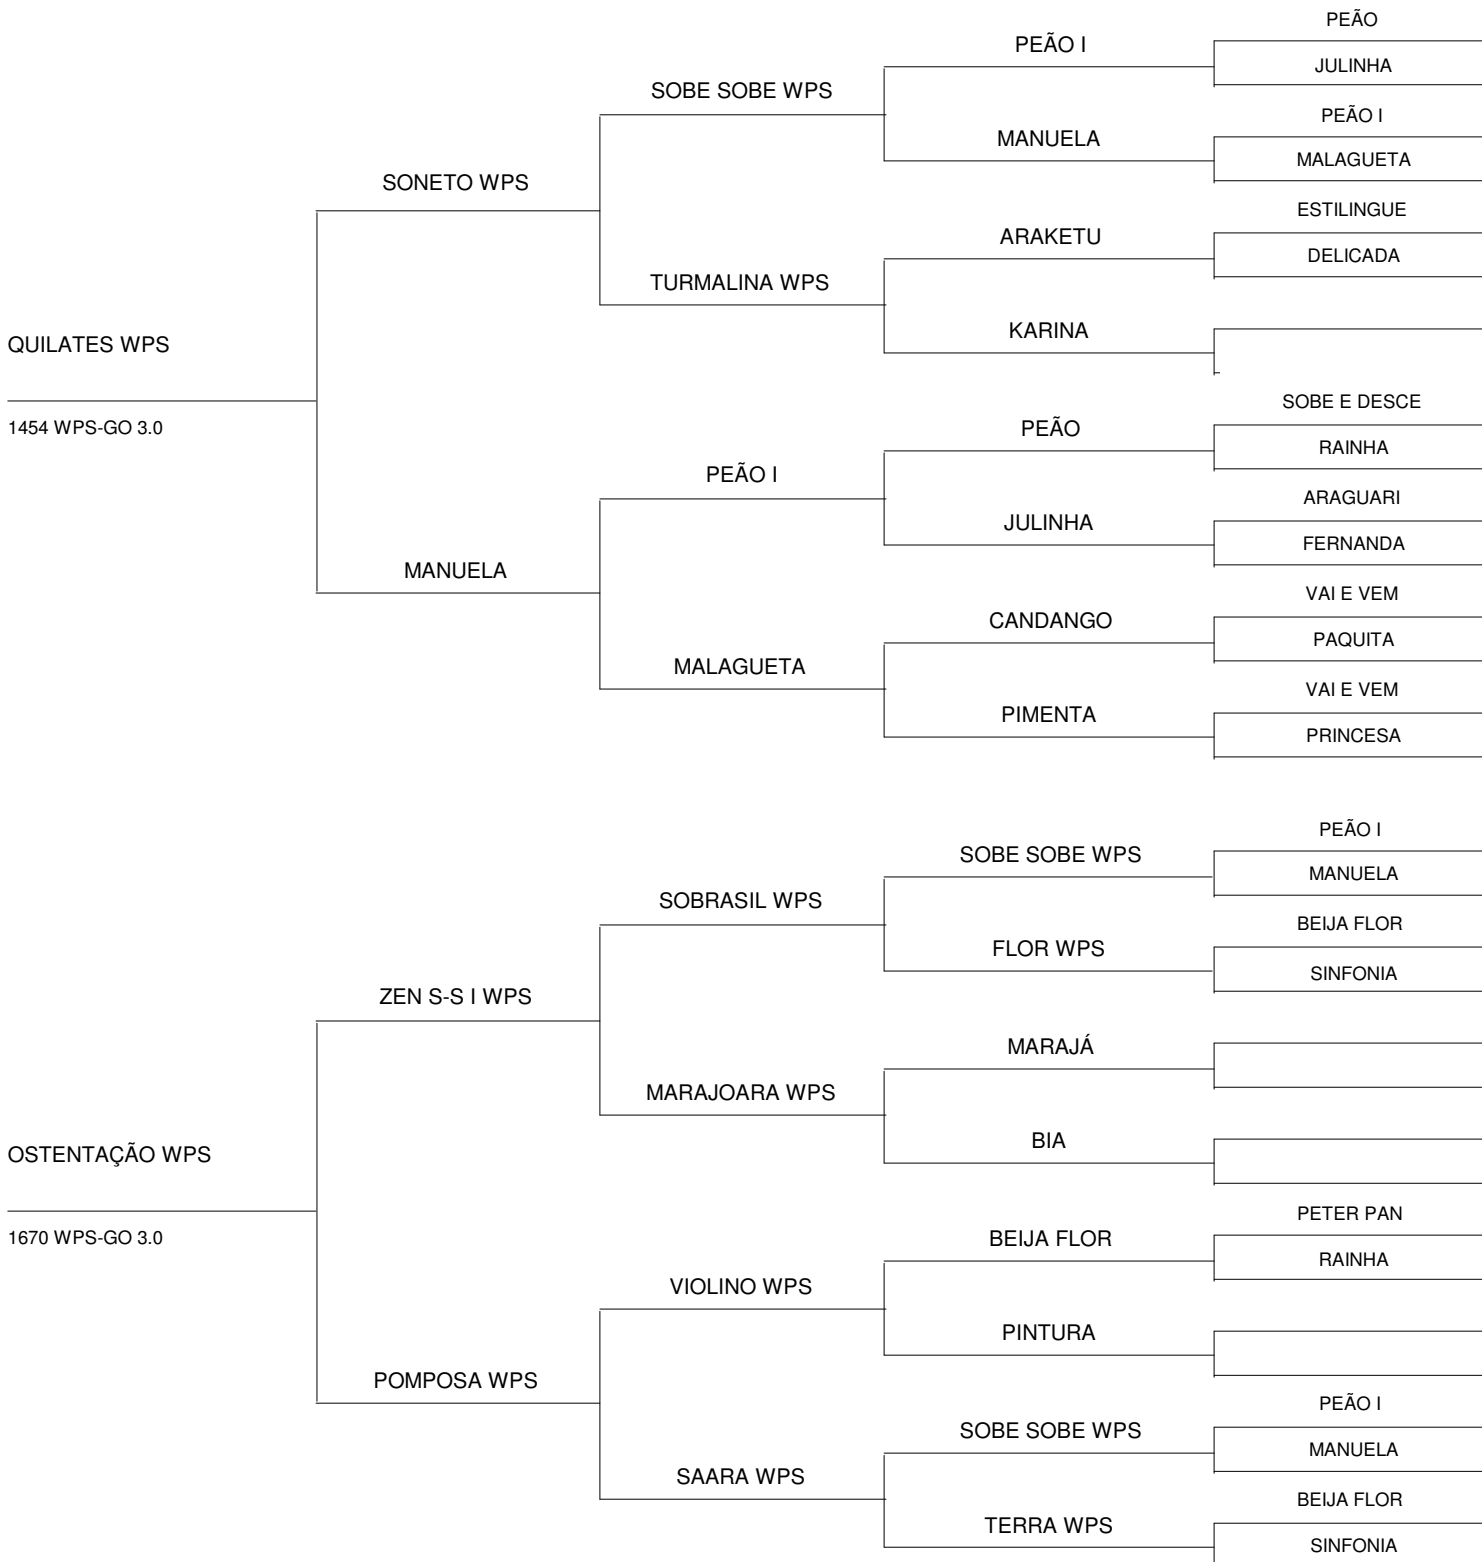 PEÃO
PEÃO I
JULINHA
SOBE SOBE WPS
PEÃO I
MANUELA
MALAGUETA
SONETO WPS
ESTILINGUE
ARAKETU
DELICADA
TURMALINA WPS
KARINA
QUILATES WPS
SOBE E DESCE
1454 WPS-GO 3.0
PEÃO
RAINHA
PEÃO I
ARAGUARI
JULINHA
FERNANDA
MANUELA
VAI E VEM
CANDANGO
PAQUITA
MALAGUETA
VAI E VEM
PIMENTA
PRINCESA
PEÃO I
SOBE SOBE WPS
MANUELA
SOBRASIL WPS
BEIJA FLOR
FLOR WPS
SINFONIA
ZEN S-S I WPS
MARAJÁ
MARAJOARA WPS
BIA
OSTENTAÇÃO WPS
PETER PAN
1670 WPS-GO 3.0
BEIJA FLOR
RAINHA
VIOLINO WPS
PINTURA
POMPOSA WPS
PEÃO I
SOBE SOBE WPS
MANUELA
SAARA WPS
BEIJA FLOR
TERRA WPS
SINFONIA